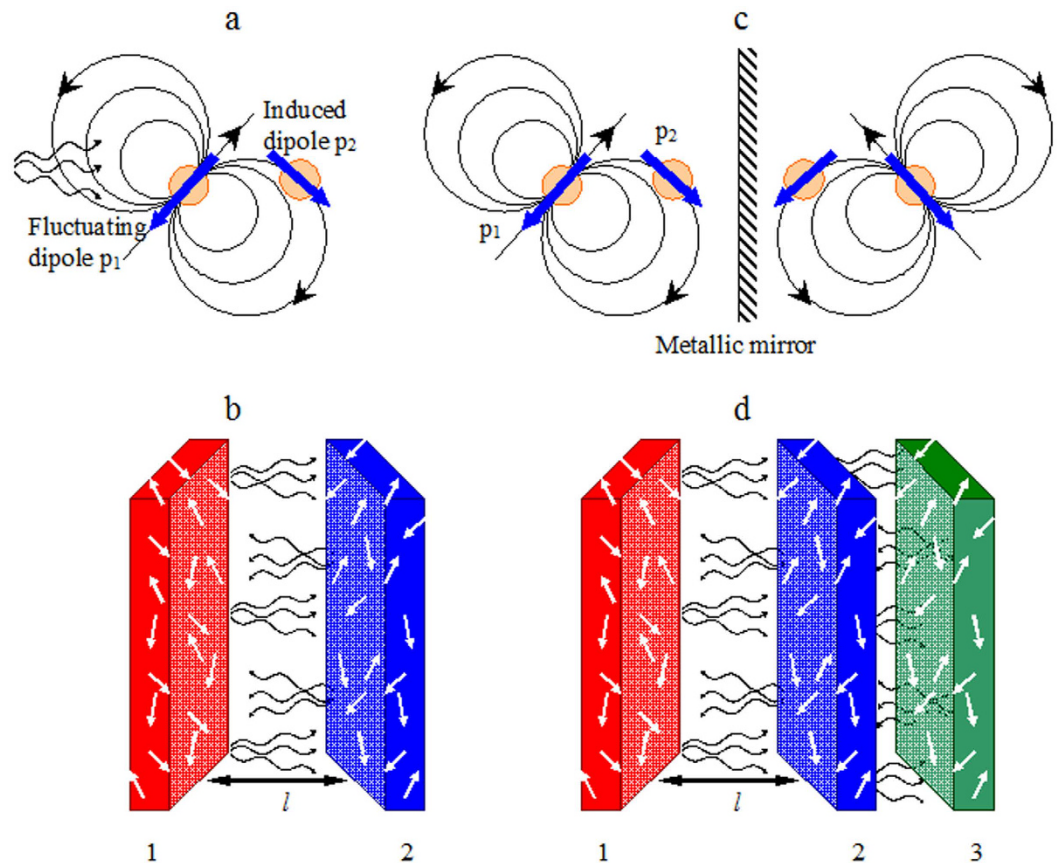 a
c
Induced
dipole p2
Fluctuating
dipole p1
p2
p1
Metallic mirror
b
d
l
l
1
2
1
2
3